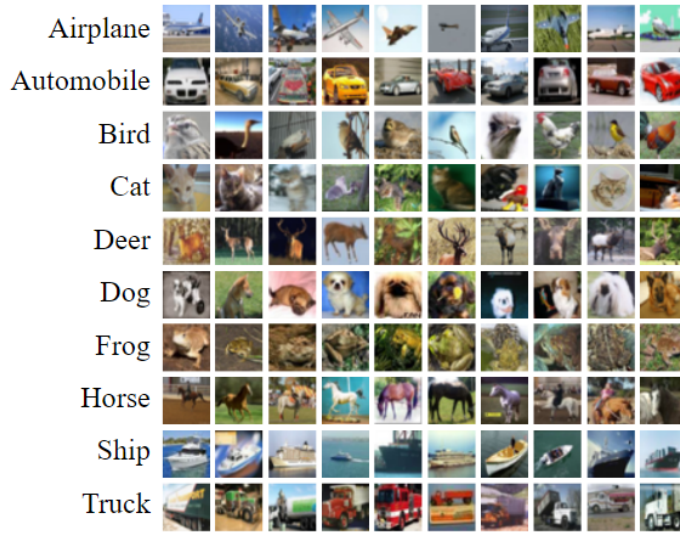 Airplane
Automobile
Bird
Cat
Deer
Dog
Frog
Horse
Ship
Truck